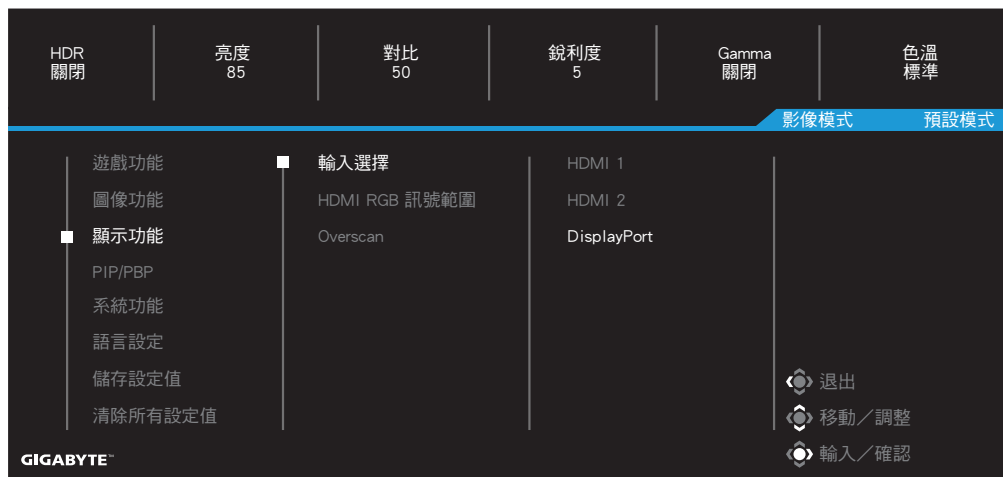 HDR 亮度 對比 銳利度 Gamma 色溫
關閉 85 50 5 關閉 標準
影像模式 預設模式
遊戲功能 輸入選擇 HDMI 1
圖像功能 HDMI RGB 訊號範圍 HDMI 2
顯示功能 Overscan DisplayPort
PIP/PBP
系統功能
語言設定
儲存設定值 退出
清除所有設定值 移動／調整
GIGABYTE™ 輸入／確認